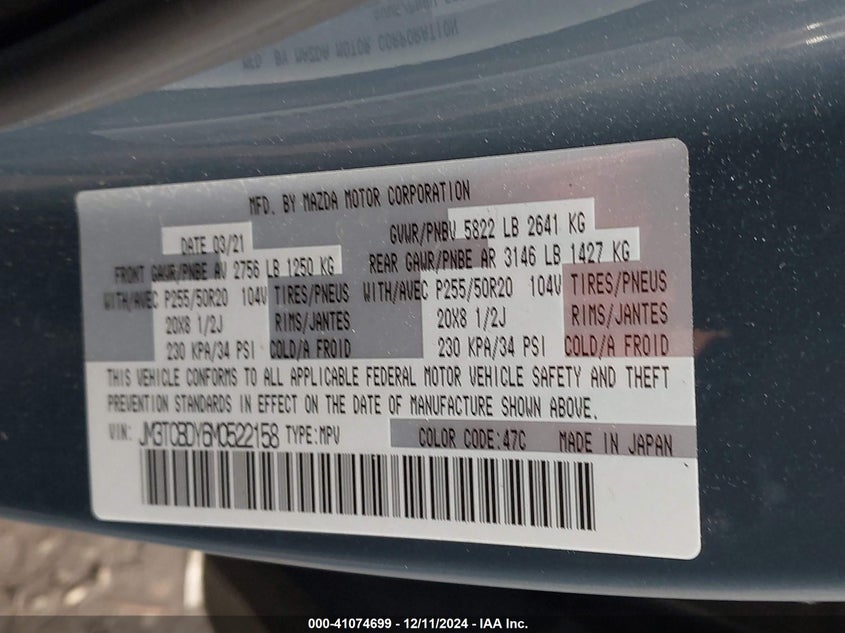 MFD. BY MAZDA MOTOR CORPORATION
DATE 03/21 GVWR/PNBV 5822 LB 2641 KG
FRONT GAWR/PNBE AV 2756 LB 1250 KG REAR GAWR/PNBE AR 3146 LB 1427 KG
WITH/AVEC P255/50R20 104V TIRES/PNEUS WITH/AVEC P255/50R20 104V TIRES/PNEUS
20X8 1/2J RIMS/JANTES 20X8 1/2J RIMS/JANTES
230 KPA/34 PSI COLD/A FROID 230 KPA/34 PSI COLD/A FROID
THIS VEHICLE CONFORMS TO ALL APPLICABLE FEDERAL MOTOR VEHICLE SAFETY AND THEFT
PREVENTION STANDARDS IN EFFECT ON THE DATE OF MANUFACTURE SHOWN ABOVE.
VIN: JM3TCBDY6M0522158 TYPE:MPV COLOR CODE:47C MADE IN JAPAN
000-41074699 - 12/11/2024 - IAA Inc.